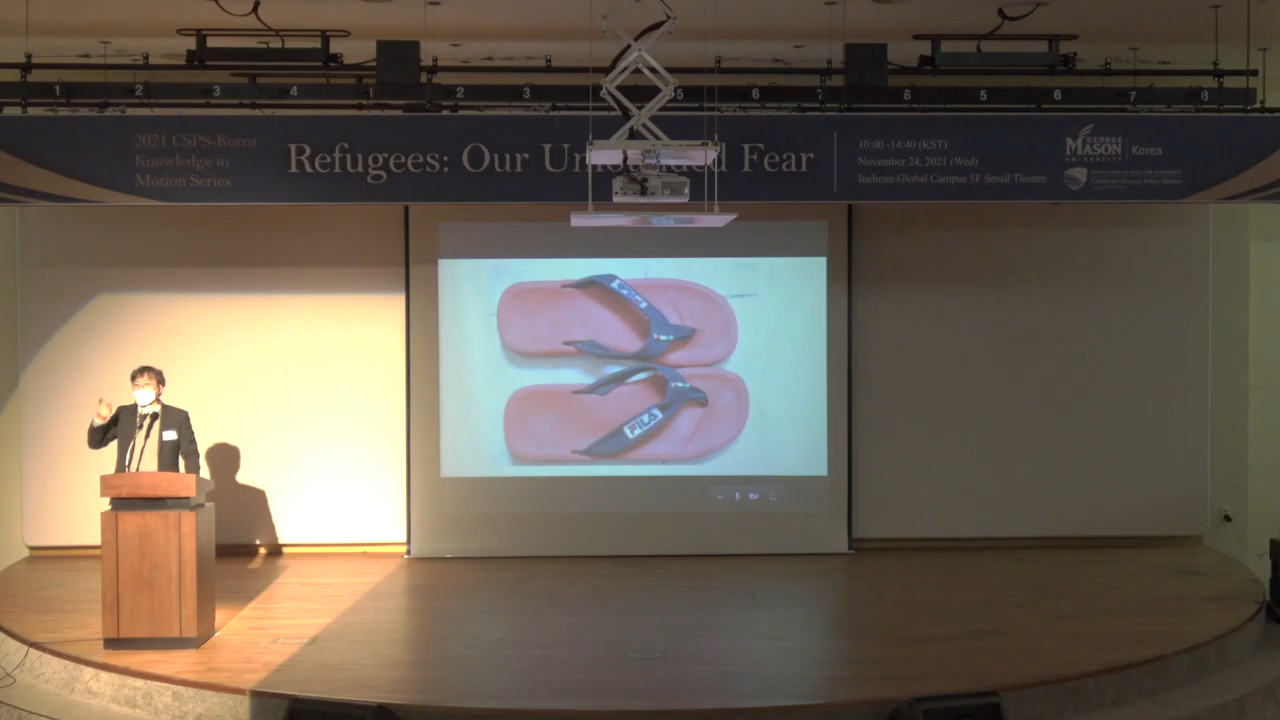 1 2 3 4 1 2 3 5 6 7 6 5 6 7 8
2021 CSPS-Korea
Knowledge in
Motion Series
Refugees: Our Fear
10:00 -14:40 (KST)
November 24, 2021 (Wed)
Incheon Global Campus 5F Small Theatre
GEORGE
MASON
UNIVERSITY
Korea
FILA